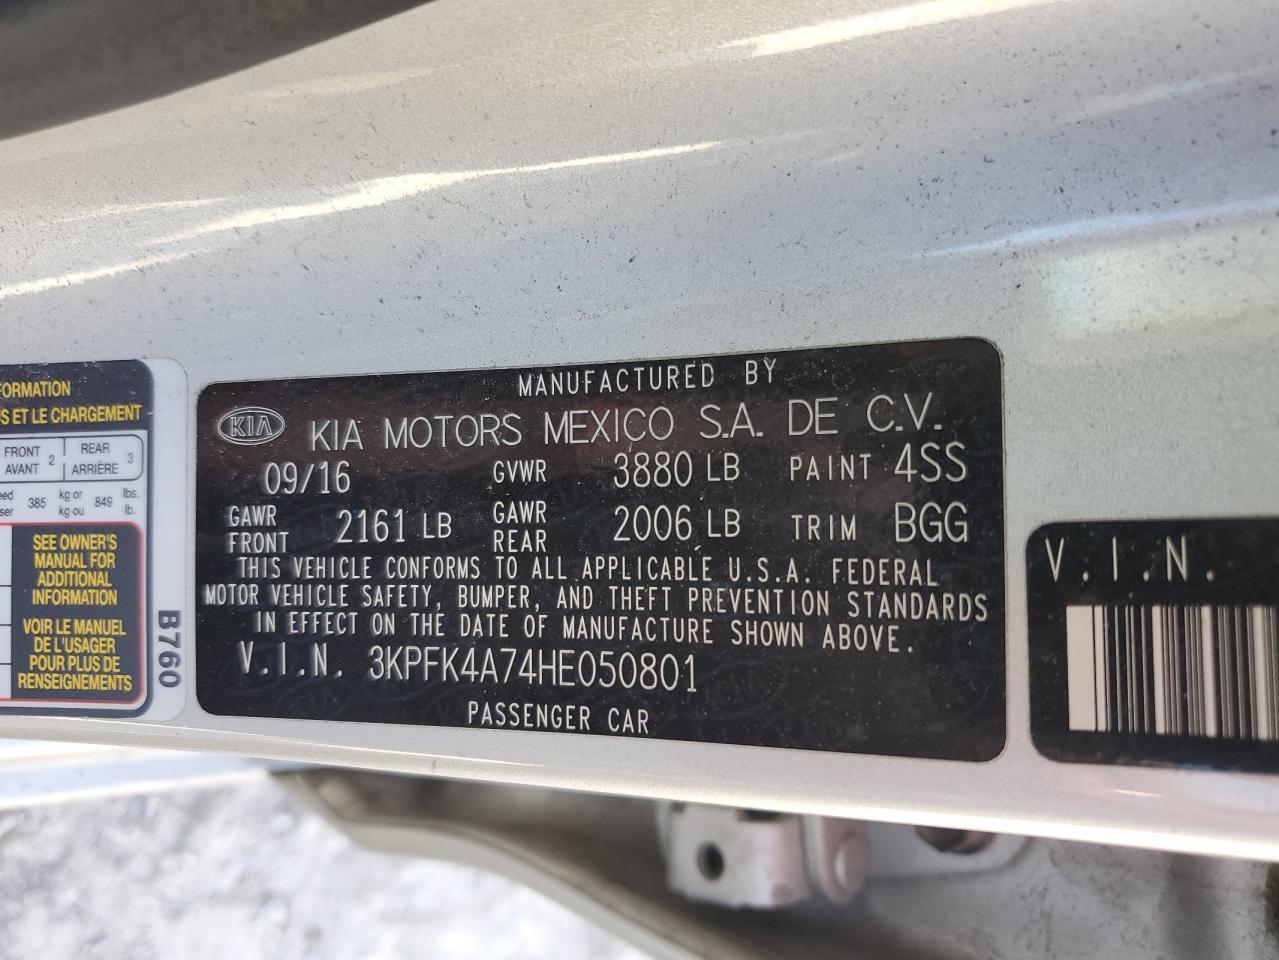 FORMATION
US ET LE CHARGEMENT
FRONT 2 REAR 3
AVANT ARRIÈRE
385 kg or 849 lbs.
kg ou lb.
SEE OWNER'S
MANUAL FOR
ADDITIONAL
INFORMATION
VOIR LE MANUEL
DE L'USAGER
POUR PLUS DE
RENSEIGNEMENTS
B760
MANUFACTURED BY
KIA KIA MOTORS MEXICO S.A. DE C.V.
09/16 GVWR 3880 LB PAINT 4SS
GAWR FRONT 2161 LB GAWR REAR 2006 LB TRIM BGG
THIS VEHICLE CONFORMS TO ALL APPLICABLE U.S.A. FEDERAL
MOTOR VEHICLE SAFETY, BUMPER, AND THEFT PREVENTION STANDARDS
IN EFFECT ON THE DATE OF MANUFACTURE SHOWN ABOVE.
V.I.N. 3KPFK4A74HE050801
PASSENGER CAR
V.I.N.